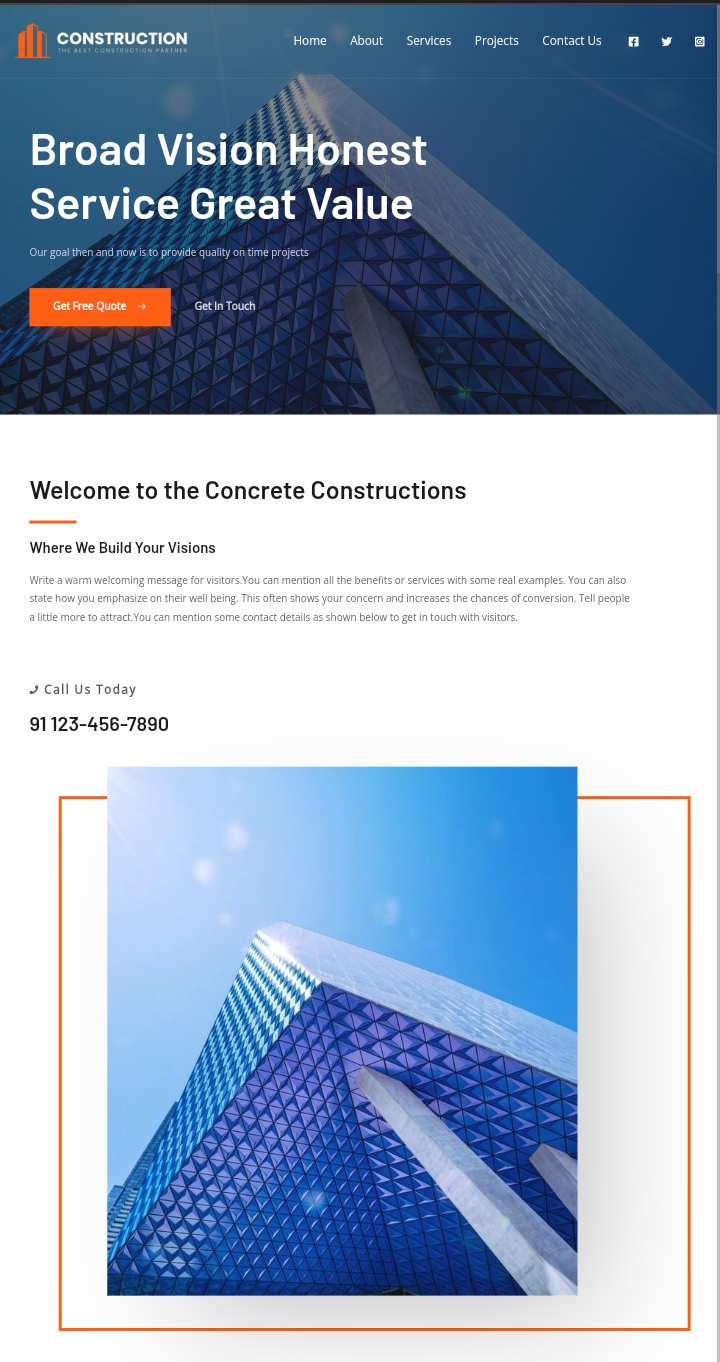 CONSTRUCTION
THE BEST CONSTRUCTION PARTNER
Home About Services Projects Contact Us
Broad Vision Honest
Service Great Value
Our goal then and now is to provide quality on time projects
Get Free Quote → Get In Touch
Welcome to the Concrete Constructions
Where We Build Your Visions
Write a warm welcoming message for visitors.You can mention all the benefits or services with some real examples. You can also
state how you emphasize on their well being. This often shows your concern and increases the chances of conversion. Tell people
a little more to attract.You can mention some contact details as shown below to get in touch with visitors.
Call Us Today
91 123-456-7890